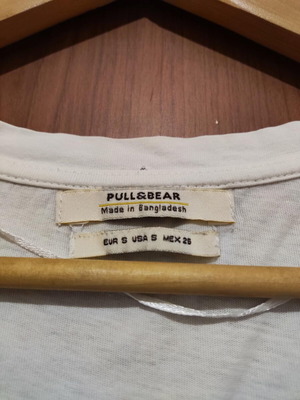 PULL&BEAR
Made in Bangladesh
EUR S USA S MEX 26